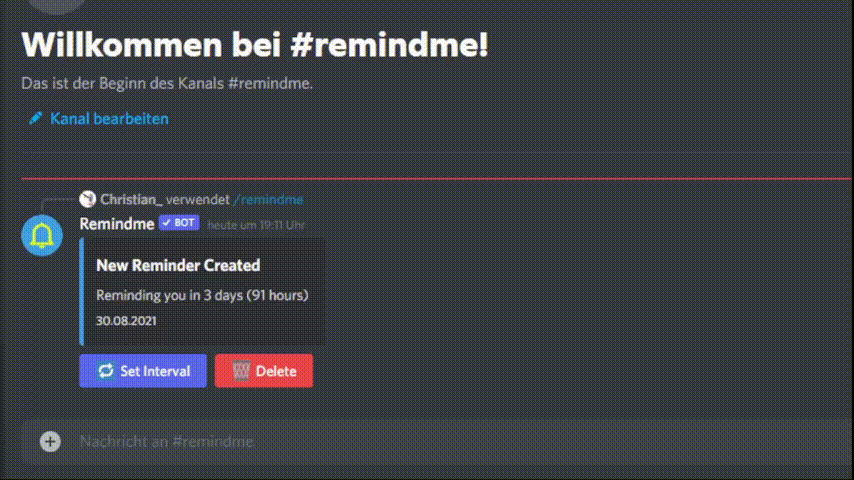 Willkommen bei #remindme!
Das ist der Beginn des Kanals #remindme.
Kanal bearbeiten
Christian_ verwendet /remindme
Remindme BOT heute um 19:11 Uhr
New Reminder Created
Reminding you in 3 days (91 hours)
30.08.2021
Set Interval Delete
Nachricht an #remindme